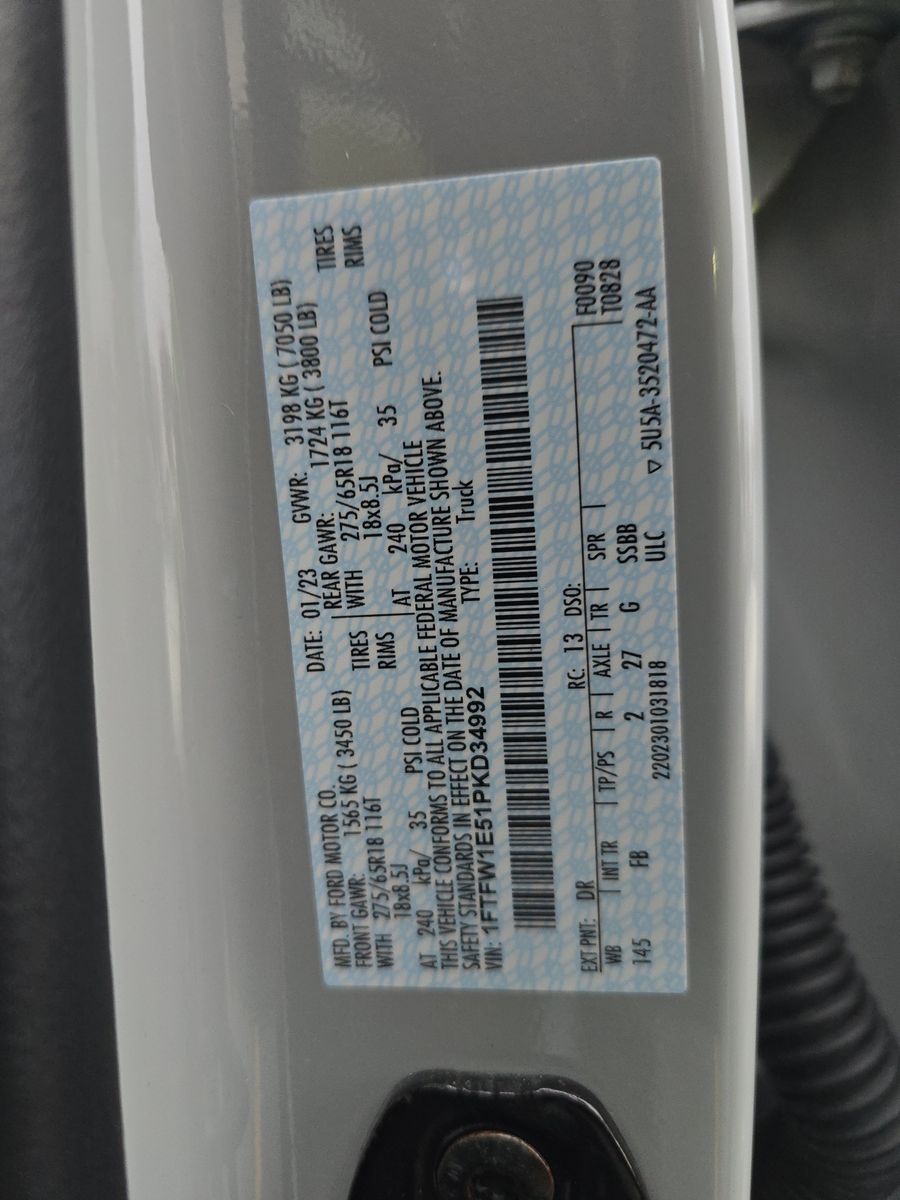 MFD. BY FORD MOTOR CO.
DATE: 01/23 GVWR: 3198 KG ( 7050 LB)
FRONT GAWR: 1565 KG ( 3450 LB) REAR GAWR: 1724 KG ( 3800 LB)
WITH 275/65R18 116T TIRES WITH 275/65R18 116T TIRES
18x8.5J RIMS 18x8.5J RIMS
AT 240 kPa/ 35 PSI COLD AT 240 kPa/ 35 PSI COLD
THIS VEHICLE CONFORMS TO ALL APPLICABLE FEDERAL MOTOR VEHICLE
SAFETY STANDARDS IN EFFECT ON THE DATE OF MANUFACTURE SHOWN ABOVE.
VIN: 1FTFW1E51PKD34992 TYPE: Truck
EXT PNT: DR RC: 13 DSO: F0090
WB INT TR TP/PS R AXLE TR SPR T0828
145 FB 2 27 G SSBB
2202301031818 ULC ▽ 5U5A-3520472-AA